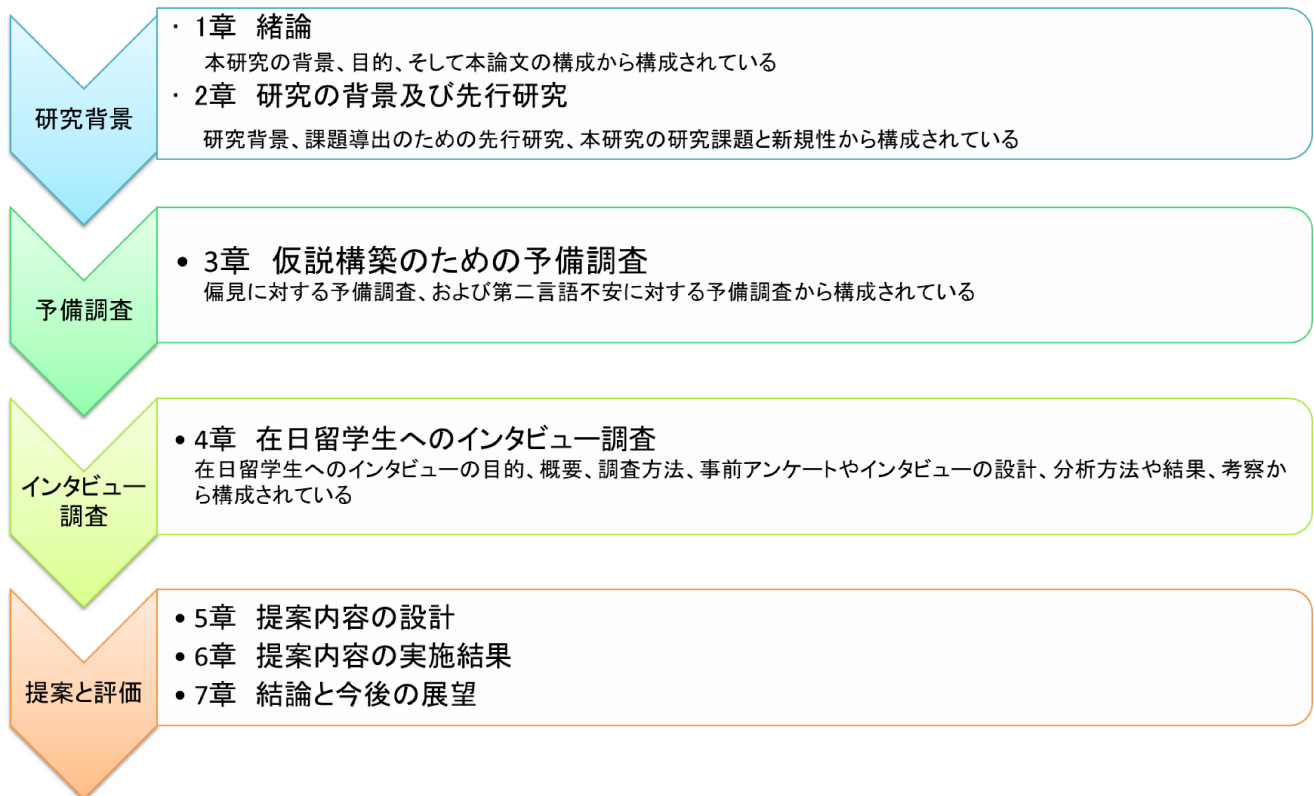 研究背景
・ 1章 緒論
本研究の背景、目的、そして本論文の構成から構成されている
・ 2章 研究の背景及び先行研究
研究背景、課題導出のための先行研究、本研究の研究課題と新規性から構成されている
予備調査
• 3章 仮説構築のための予備調査
偏見に対する予備調査、および第二言語不安に対する予備調査から構成されている
インタビュー
調査
• 4章 在日留学生へのインタビュー調査
在日留学生へのインタビューの目的、概要、調査方法、事前アンケートやインタビューの設計、分析方法や結果、考察か
ら構成されている
提案と評価
• 5章 提案内容の設計
• 6章 提案内容の実施結果
• 7章 結論と今後の展望